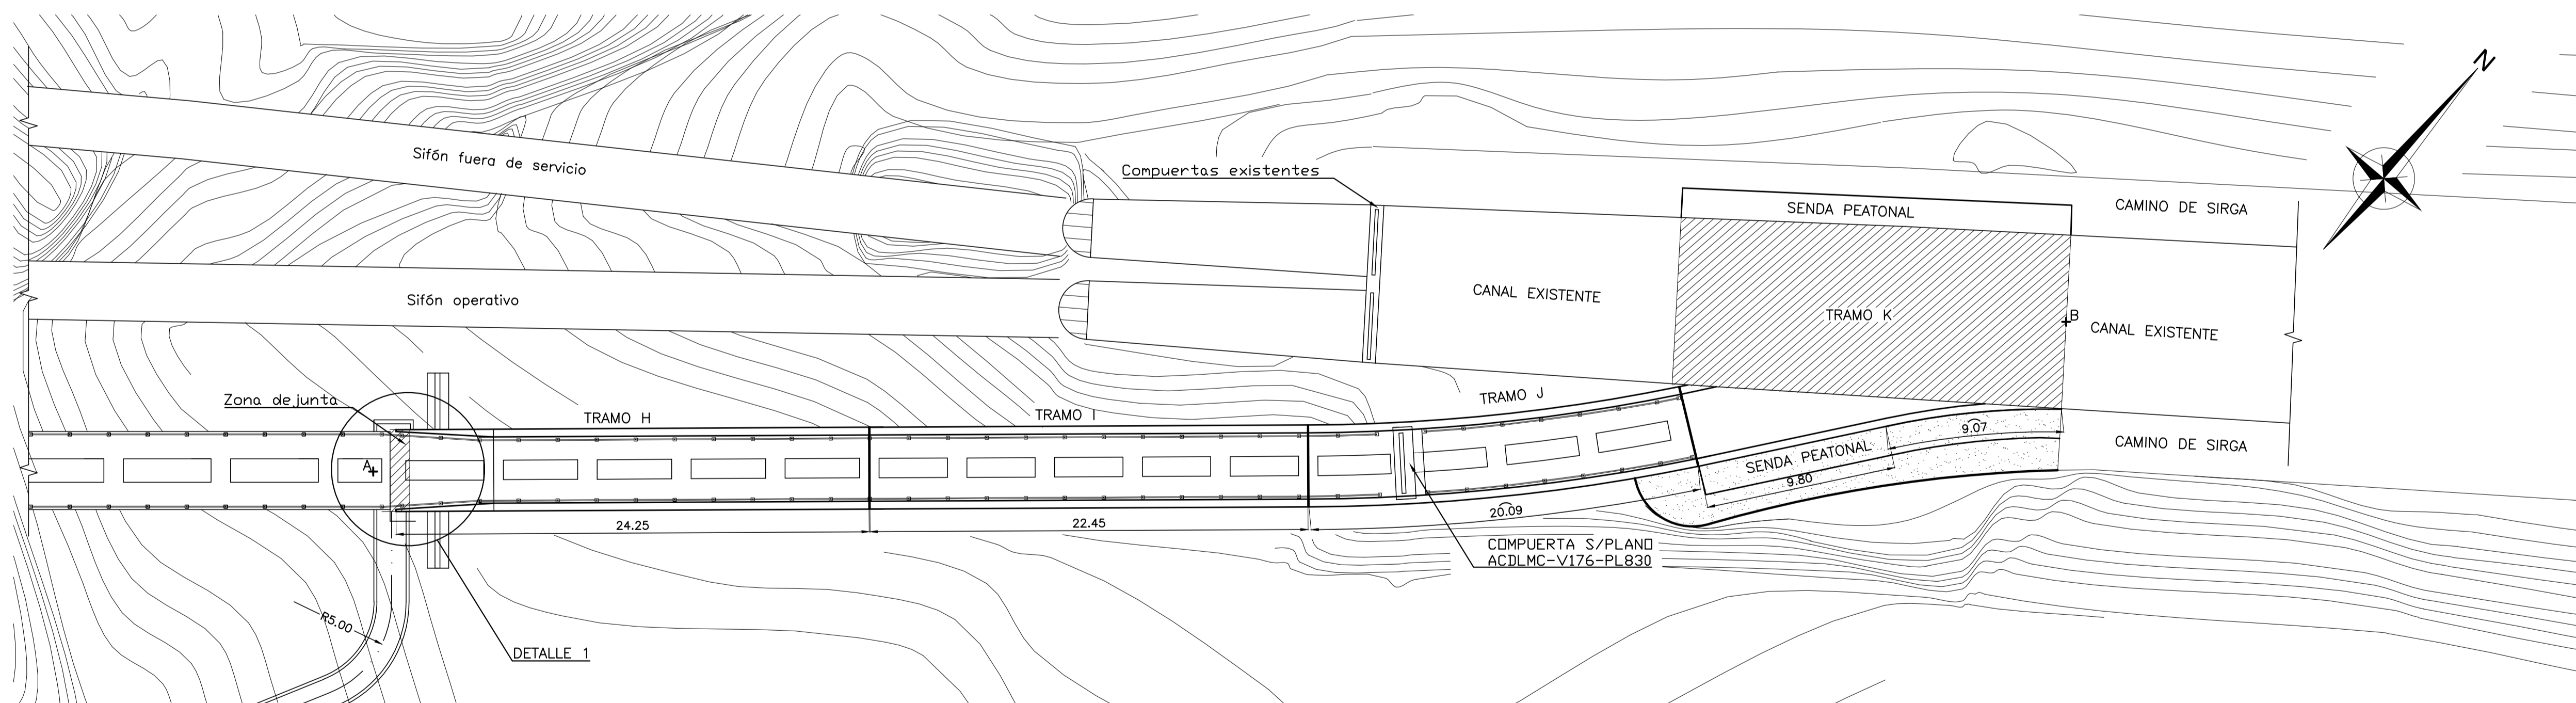 N
Sifón fuera de servicio
Compuertas existentes
SENDA PEATONAL
CAMINO DE SIRGA
Sifón operativo
CANAL EXISTENTE
TRAMO K
B
CANAL EXISTENTE
Zona de junta
TRAMO H
TRAMO I
TRAMO J
A
SENDA PEATONAL
9.07
CAMINO DE SIRGA
9.80
24.25
22.45
20.09
COMPUERTA S/PLANO
ACDLMC-V176-PL830
R5.00
DETALLE 1